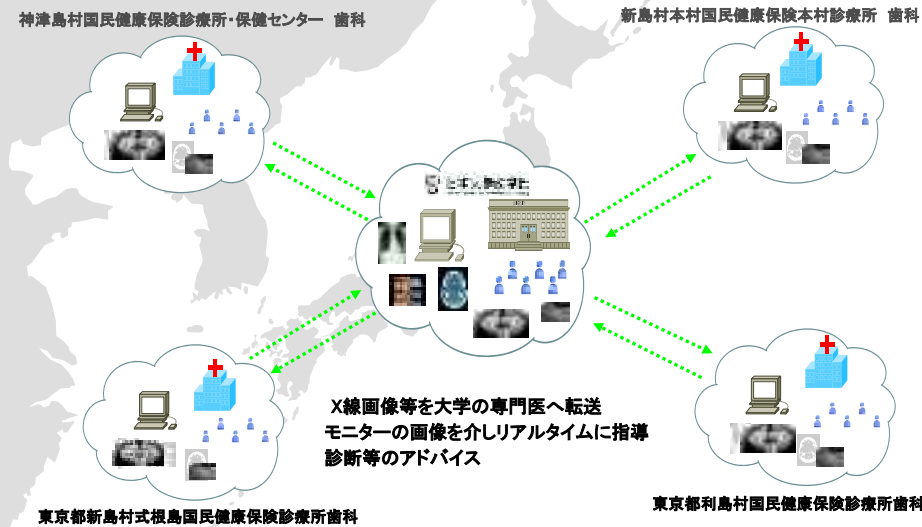 神津島村国民健康保険診療所・保健センター　歯科
新島村本村国民健康保険本村診療所　歯科
X線画像等を大学の専門医へ転送
モニターの画像を介しリアルタイムに指導
診断等のアドバイス
東京都新島村式根島国民健康保険診療所歯科
東京都利島村国民健康保険診療所歯科